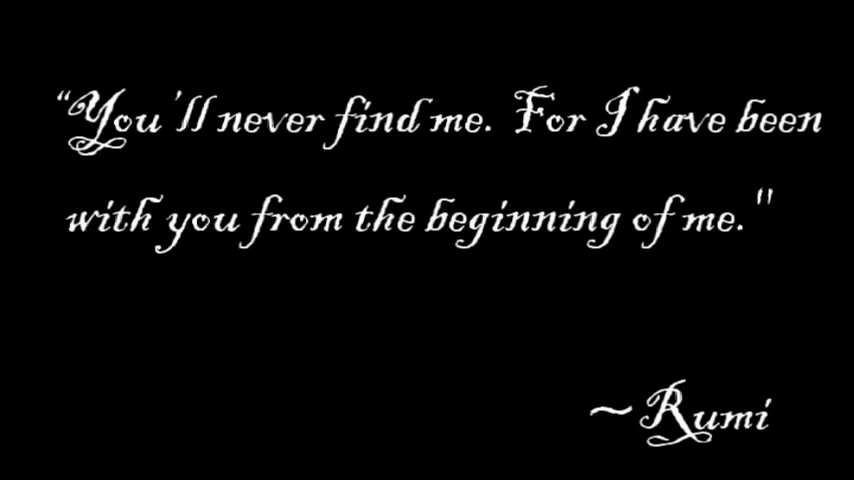 “You'll never find me. For I have been
with you from the beginning of me."
~ Rumi